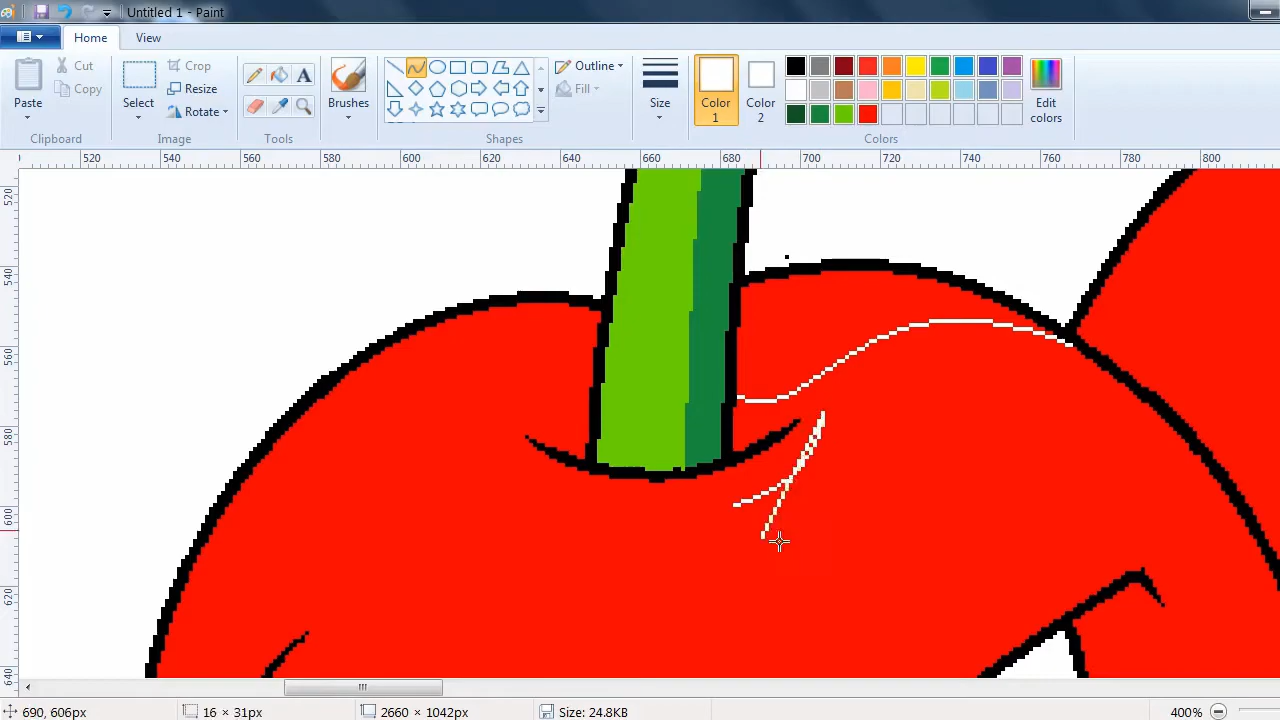 Untitled 1 - Paint
Home View
Paste
Cut
Copy
Clipboard
Select
Crop
Resize
Rotate
Image
A
Tools
Brushes
Outline
Fill
Shapes
Size
Color 1
Color 2
Edit colors
Colors
520 540 560 580 600 620 640 660 680 700 720 740 760 780 800
520
540
560
580
600
620
640
690, 606px 16 × 31px 2660 × 1042px Size: 24.8KB 400%